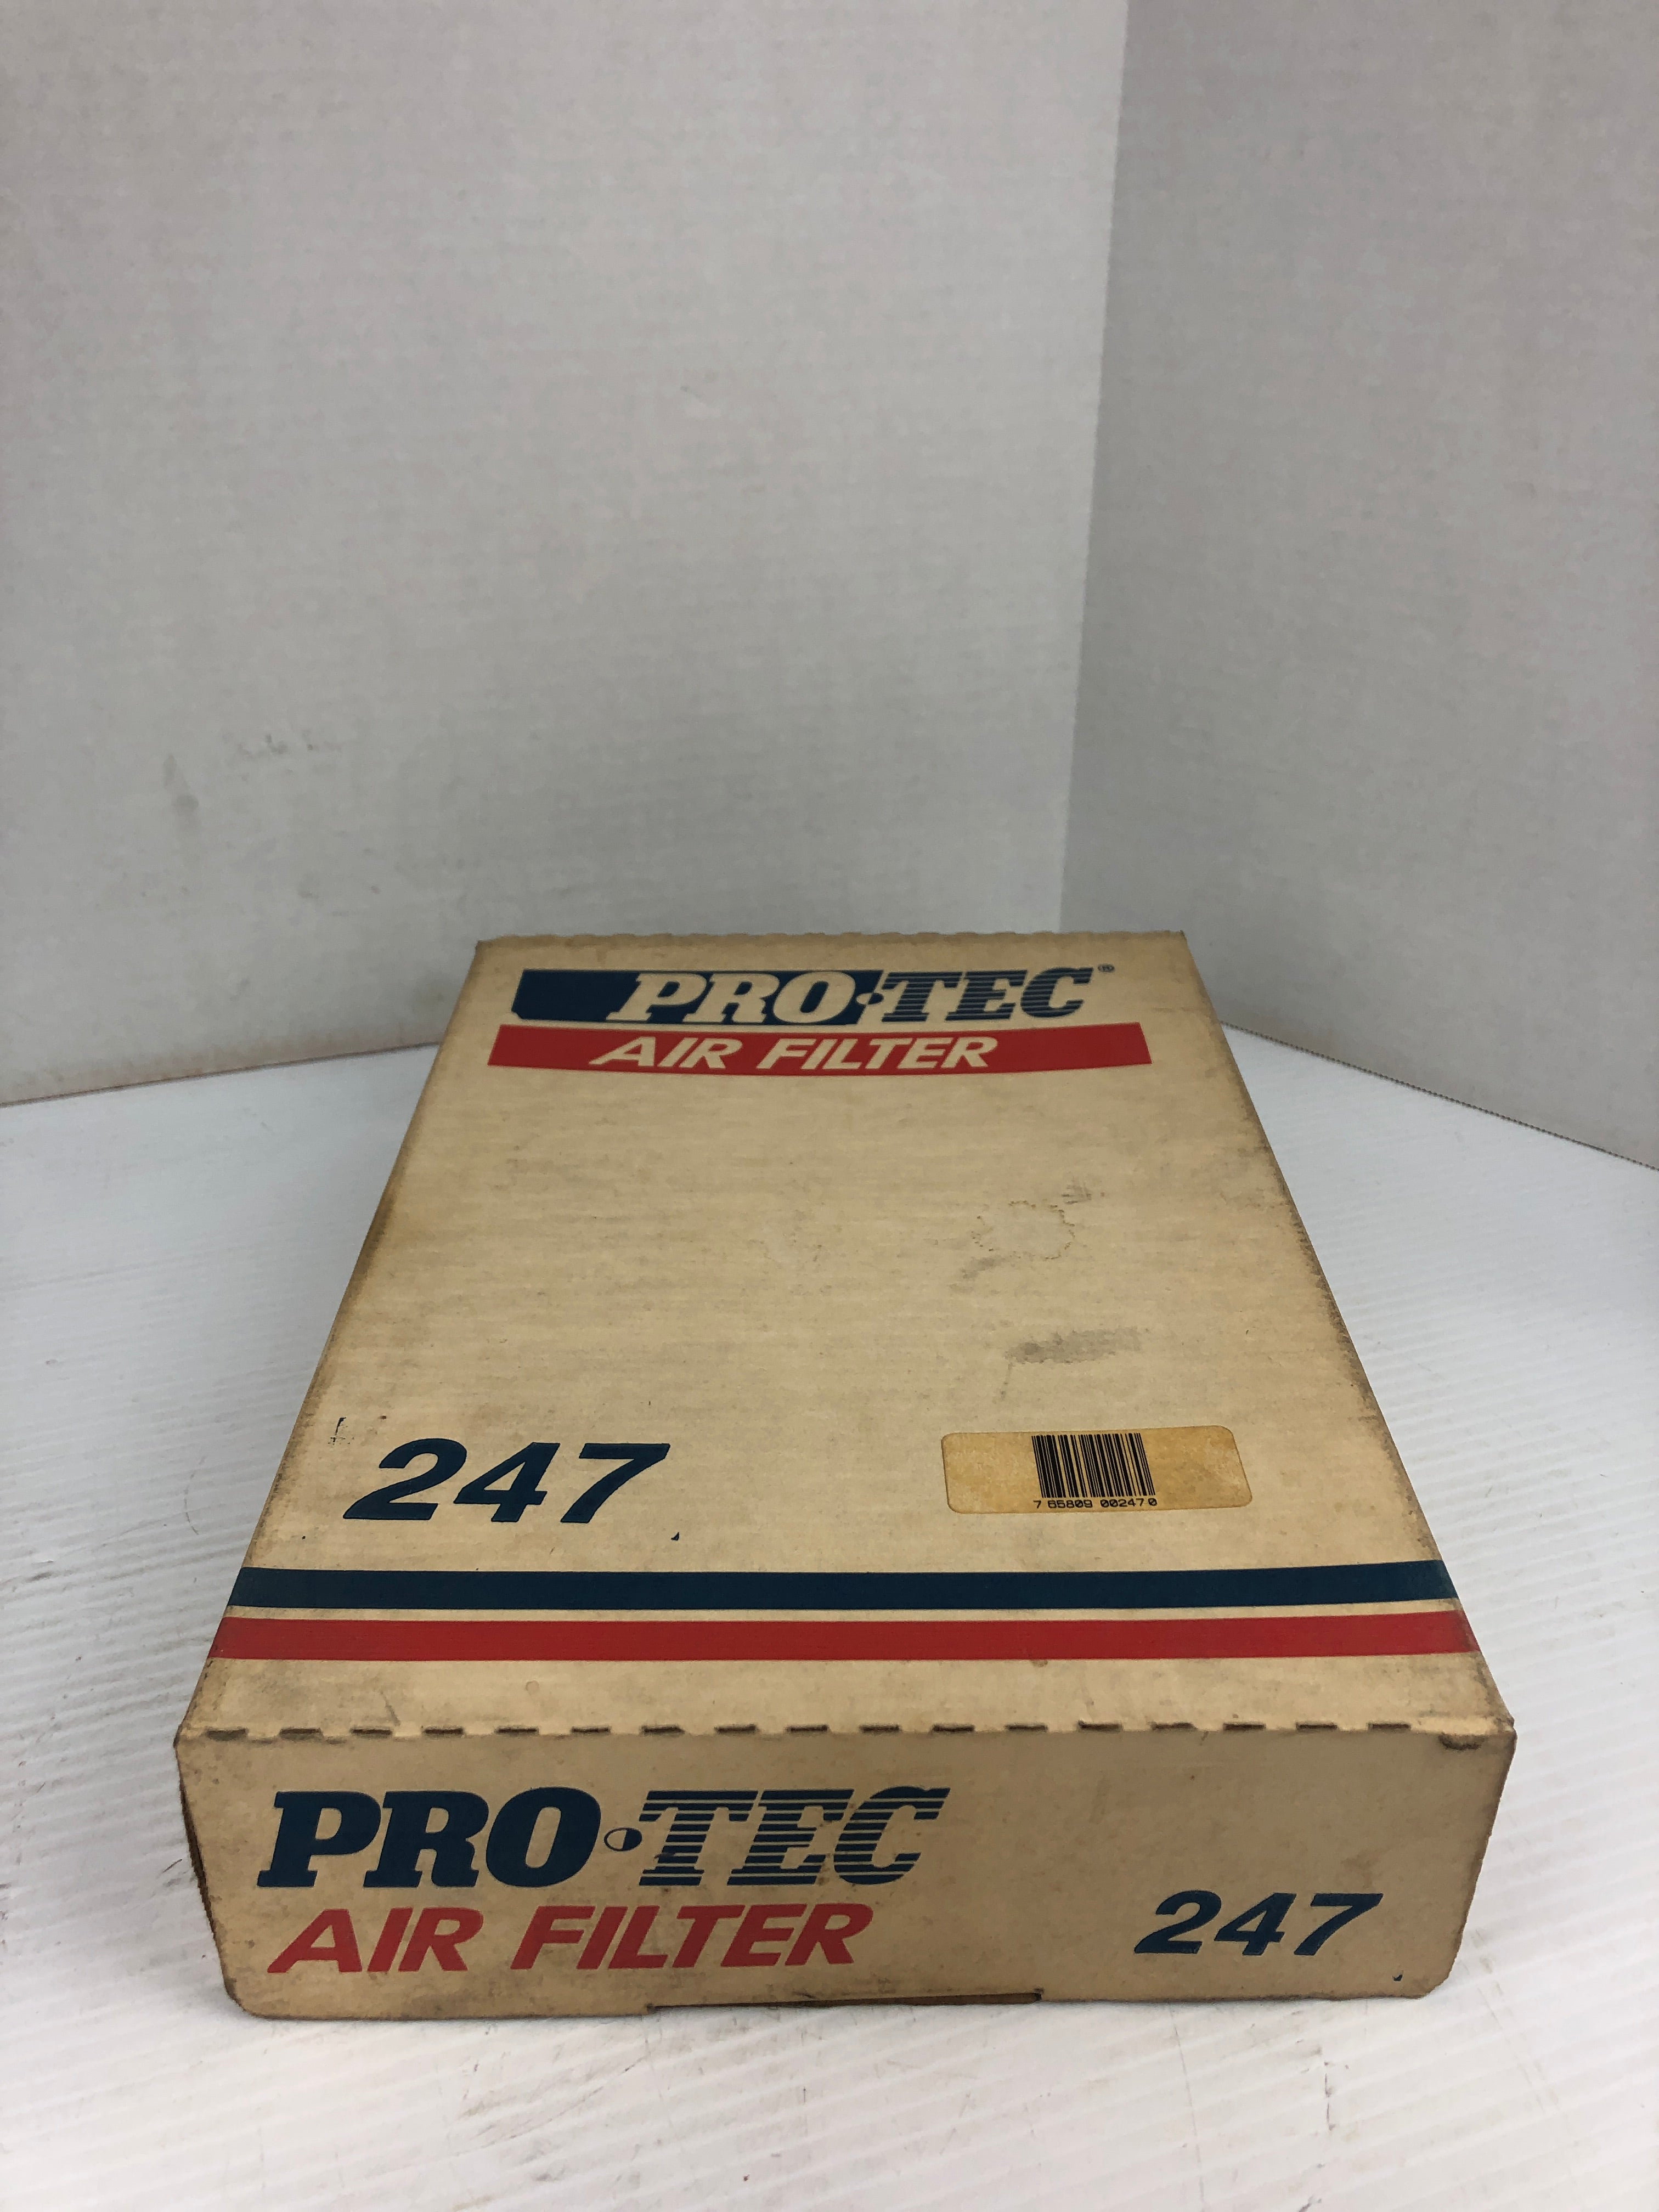 PRO•TEC®
AIR FILTER
247
7 65809 00247 0
PRO•TEC
AIR FILTER
247